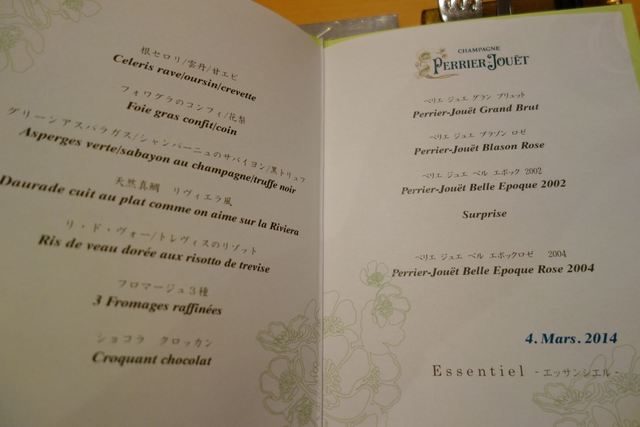 根セロリ/雲丹/甘エビ
Celeris rave/oursin/crevette
フォワグラのコンフィ/花梨
Foie gras confit/coin
グリーンアスパラガス/シャンパーニュのサバイヨン/黒トリュフ
Asperges verte/sabayon au champagne/truffe noir
天然真鯛 リヴィエラ風
Daurade cuit au plat comme on aime sur la Riviera
リ・ド・ヴォー/トレヴィスのリゾット
Ris de veau dorée aux risotto de trevise
フロマージュ3種
3 Fromages raffinées
ショコラ クロッカン
Croquant chocolat
CHAMPAGNE
PERRIER-JOUËT
ペリエ ジュエ グラン ブリュット
Perrier-Jouët Grand Brut
ペリエ ジュエ ブラゾン ロゼ
Perrier-Jouët Blason Rose
ペリエ ジュエ ベル エポック 2002
Perrier-Jouët Belle Epoque 2002
Surprise
ペリエ ジュエ ベル エポックロゼ 2004
Perrier-Jouët Belle Epoque Rose 2004
4. Mars. 2014
Essentiel -エッサンシエル-